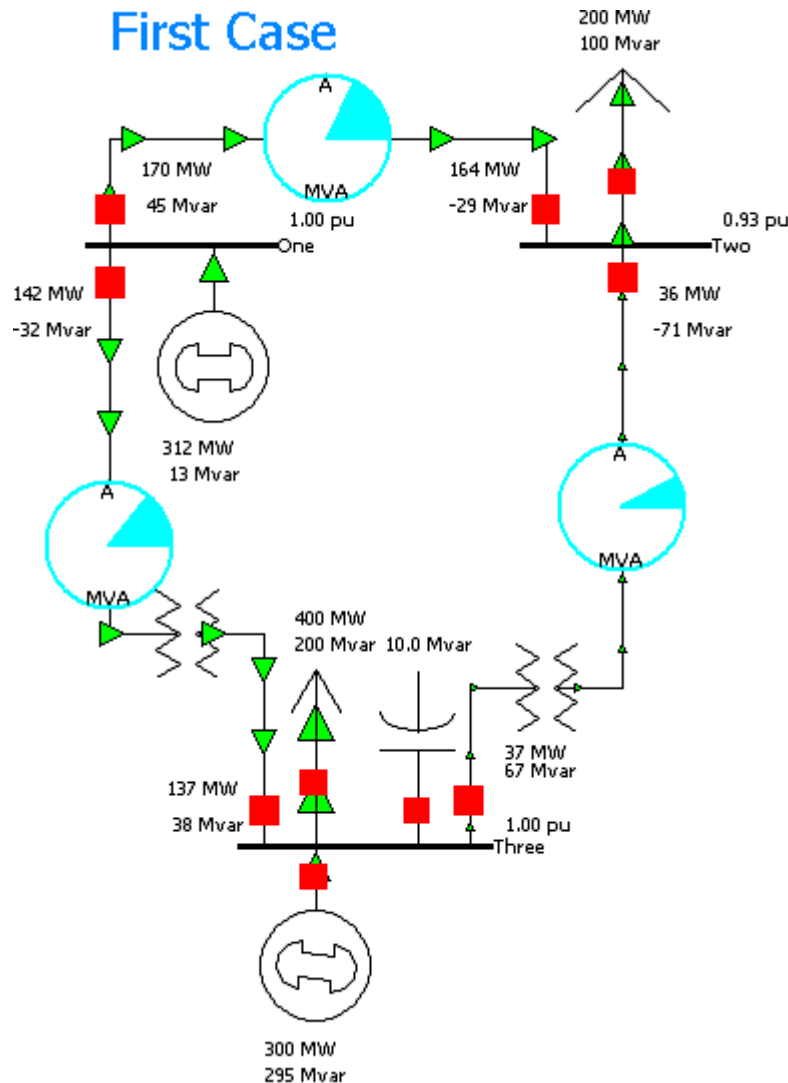 First Case
200 MW
100 Mvar
A
170 MW
MVA
164 MW
45 Mvar
1.00 pu
-29 Mvar
0.93 pu
One
Two
142 MW
-32 Mvar
36 MW
-71 Mvar
312 MW
13 Mvar
A
A
MVA
MVA
400 MW
200 Mvar
10.0 Mvar
37 MW
67 Mvar
137 MW
38 Mvar
1.00 pu
Three
300 MW
295 Mvar